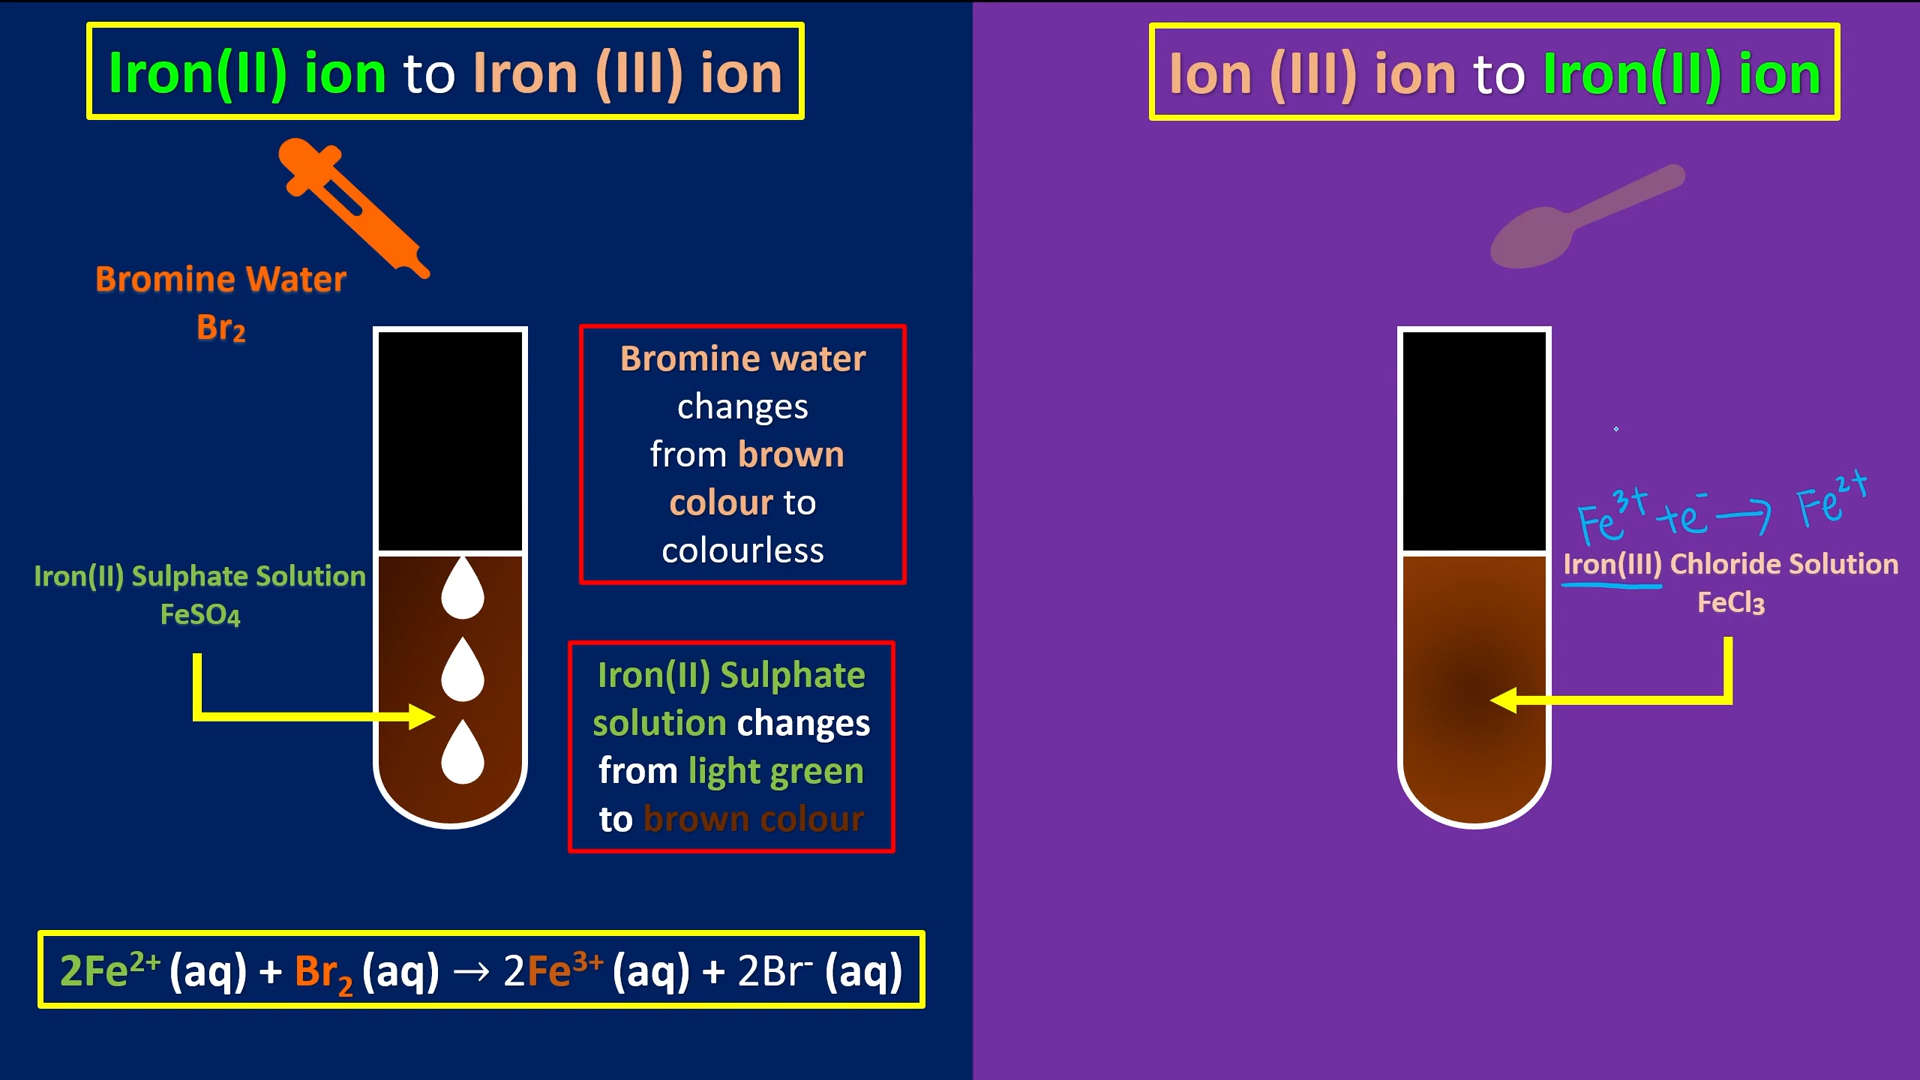 Iron(II) ion to Iron (III) ion
Bromine Water
Br₂
Bromine water
changes
from brown
colour to
colourless
Iron(II) Sulphate Solution
FeSO₄
Iron(II) Sulphate
solution changes
from light green
to brown colour
2Fe²⁺ (aq) + Br₂ (aq) → 2Fe³⁺ (aq) + 2Br⁻ (aq)
Ion (III) ion to Iron(II) ion
Fe³⁺ + e⁻ → Fe²⁺
Iron(III) Chloride Solution
FeCl₃